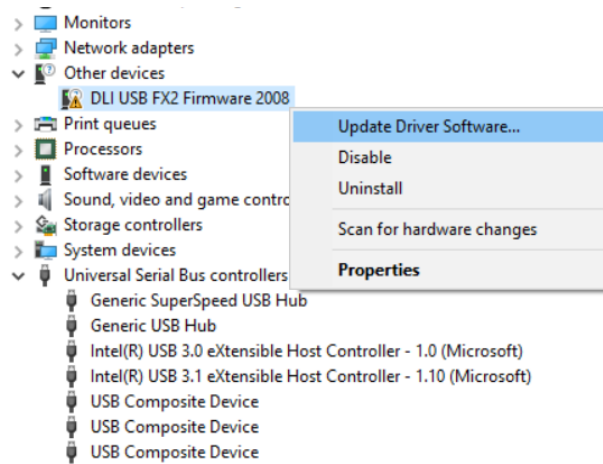 Monitors
Network adapters
Other devices
DLI USB FX2 Firmware 2008
Print queues
Processors
Software devices
Sound, video and game contro
Storage controllers
System devices
Universal Serial Bus controllers
Generic SuperSpeed USB Hub
Generic USB Hub
Intel(R) USB 3.0 eXtensible Host Controller - 1.0 (Microsoft)
Intel(R) USB 3.1 eXtensible Host Controller - 1.10 (Microsoft)
USB Composite Device
USB Composite Device
USB Composite Device
Update Driver Software...
Disable
Uninstall
Scan for hardware changes
Properties